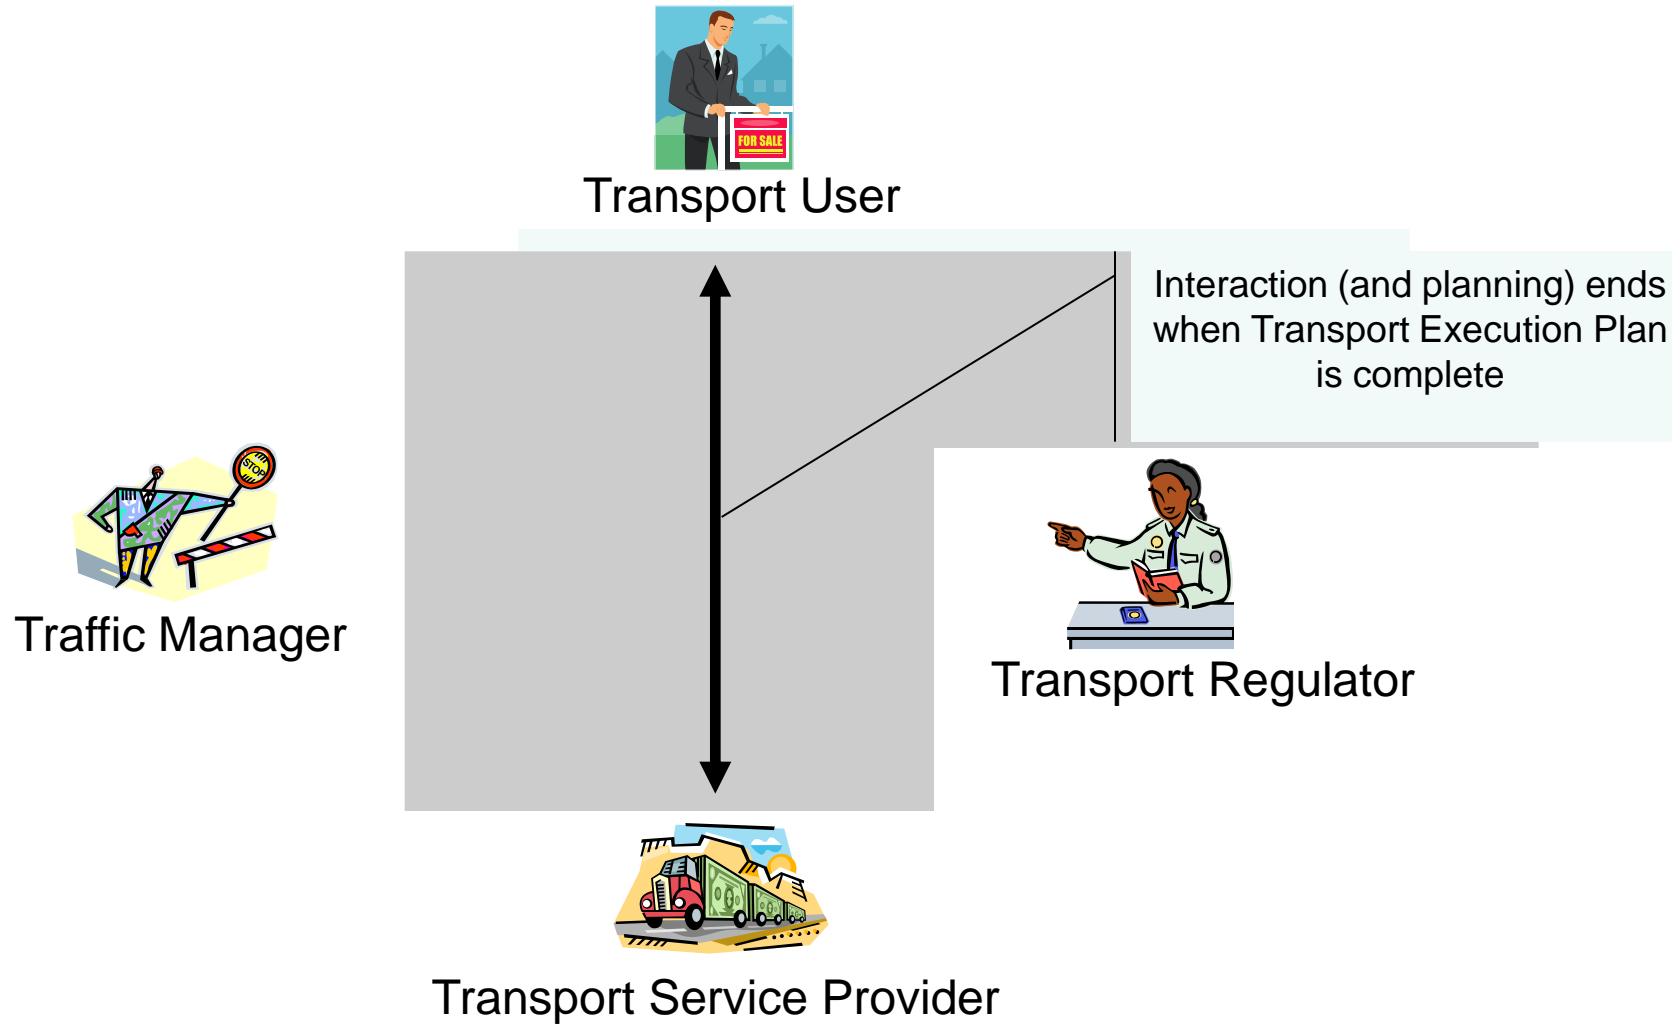 FOR SALE
Transport User
Interaction (and planning) ends
when Transport Execution Plan
is complete
STOP
Traffic Manager
Transport Regulator
Transport Service Provider